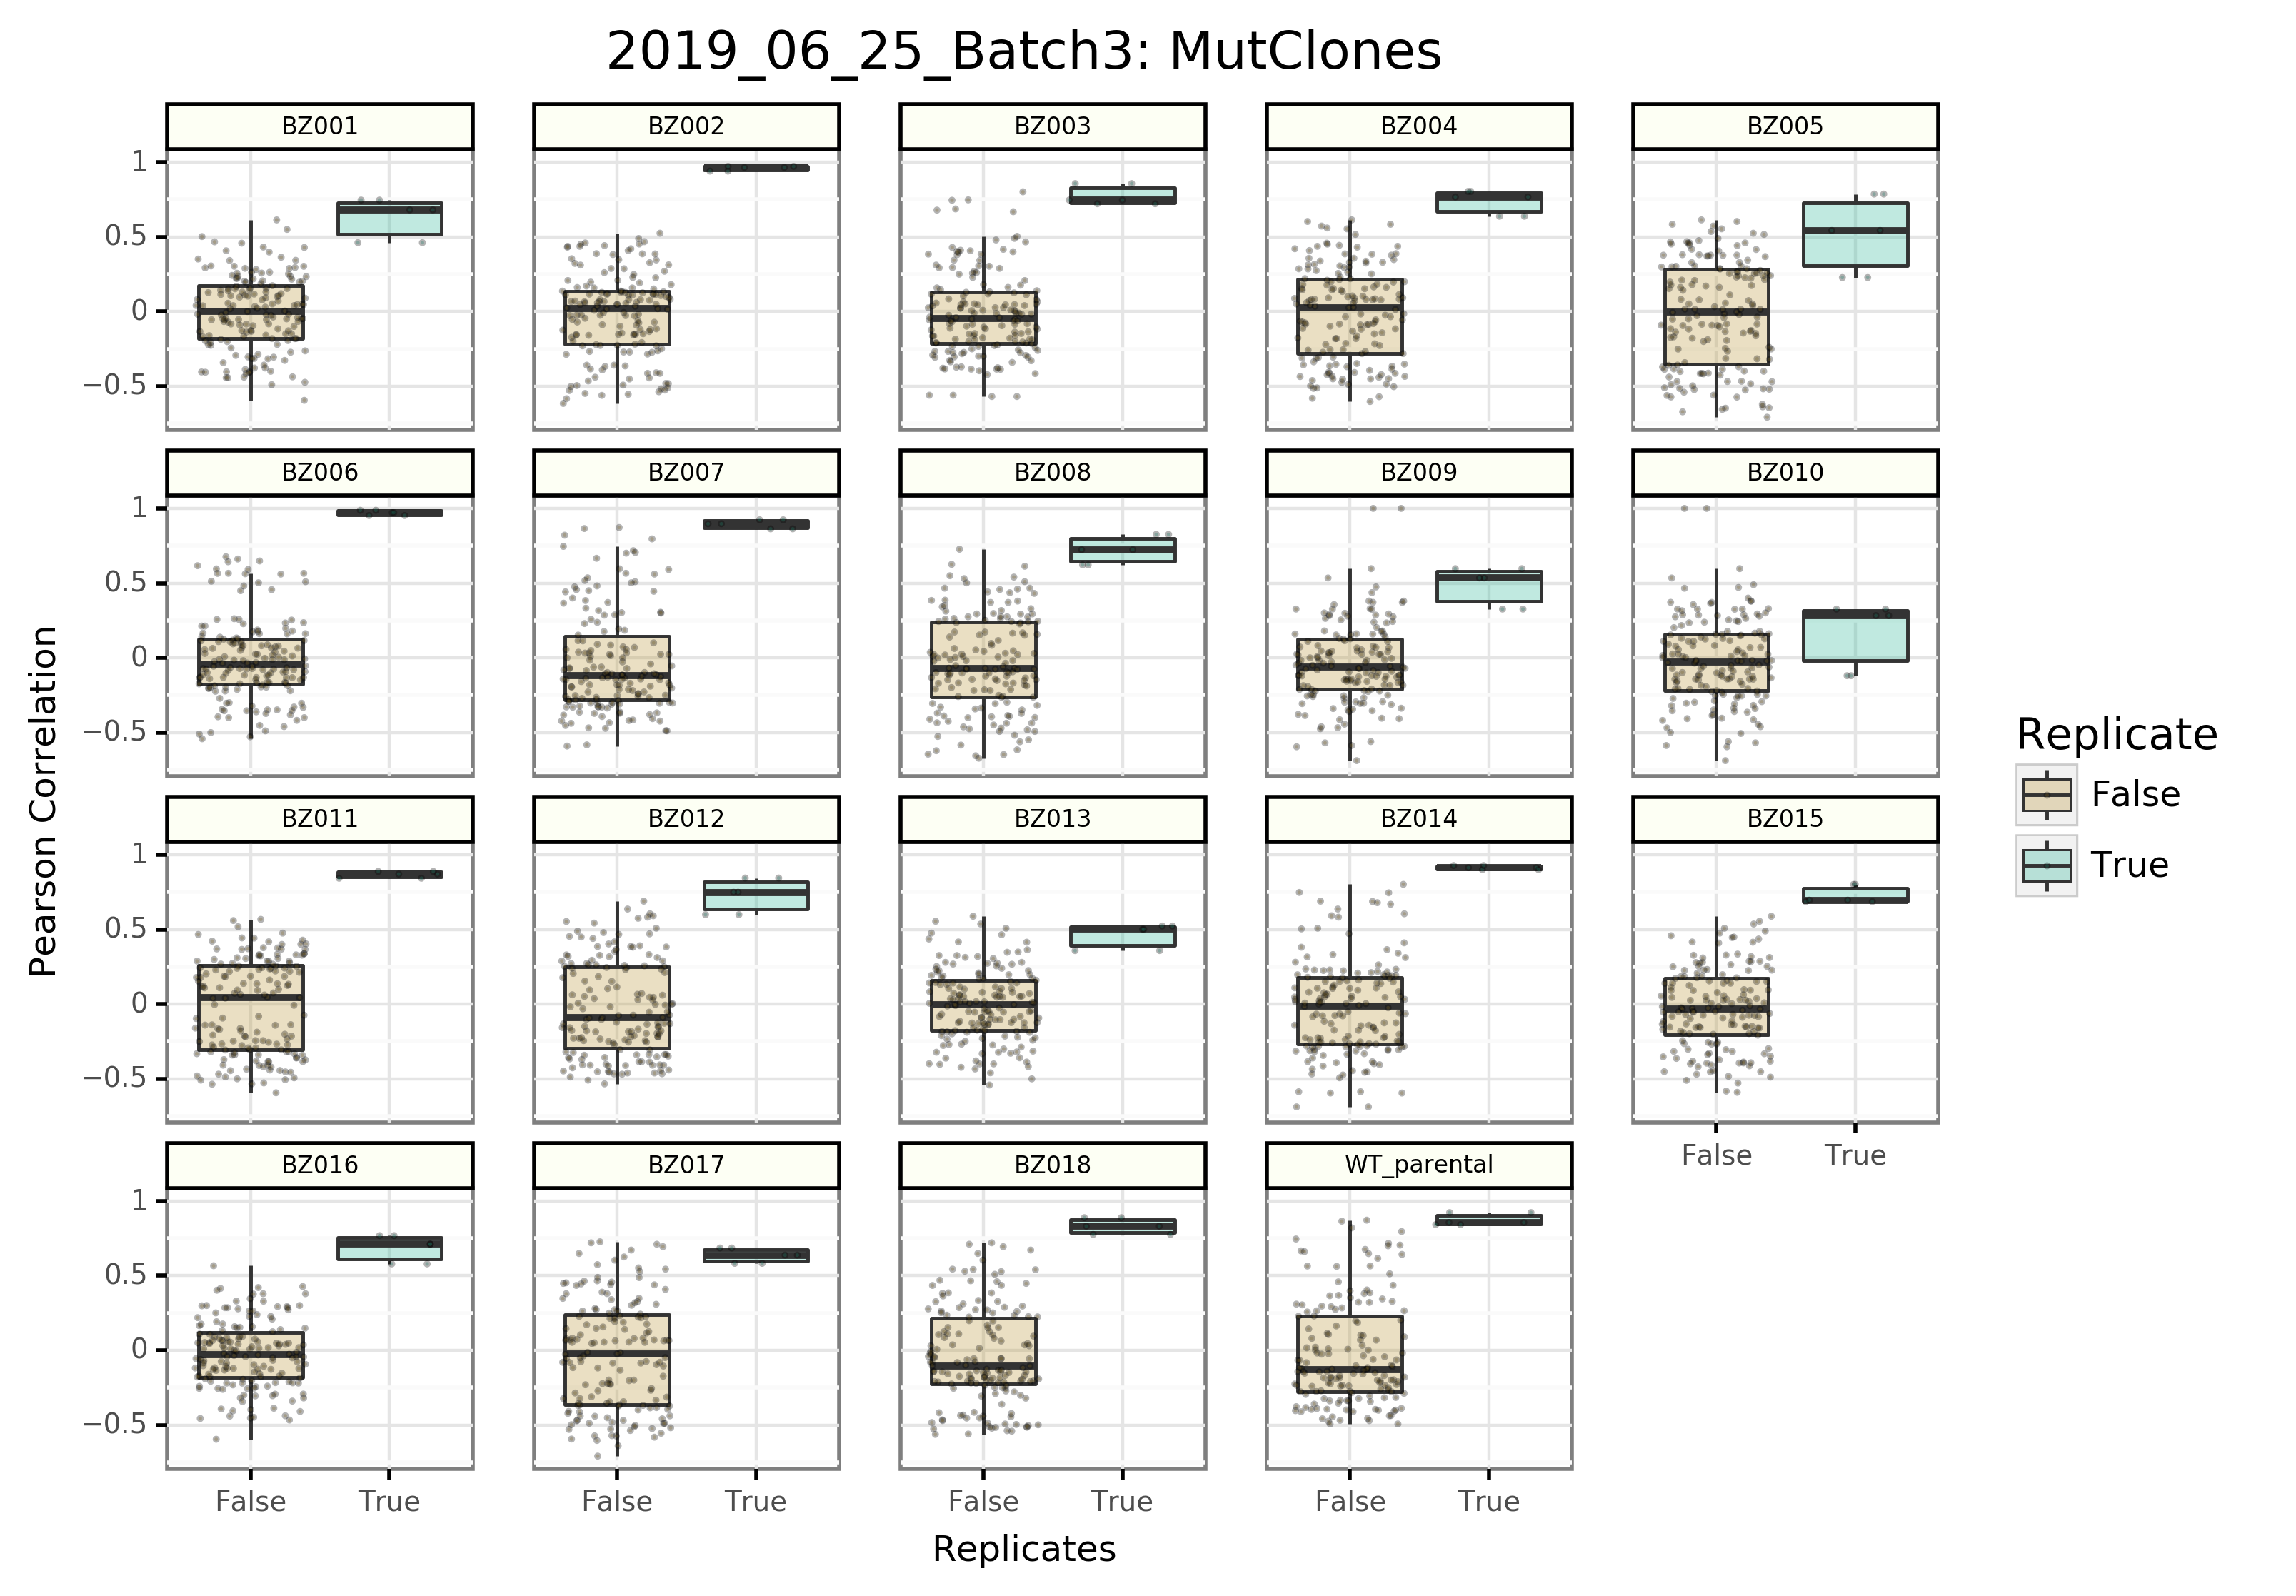 2019_06_25_Batch3: MutClones
BZ001 BZ002 BZ003 BZ004 BZ005
1
0.5
0
−0.5
BZ006 BZ007 BZ008 BZ009 BZ010
1
0.5
0
−0.5
BZ011 BZ012 BZ013 BZ014 BZ015
1
0.5
0
−0.5
False True
BZ016 BZ017 BZ018 WT_parental
1
0.5
0
−0.5
False True False True False True False True
Replicates
Pearson Correlation
Replicate
False
True